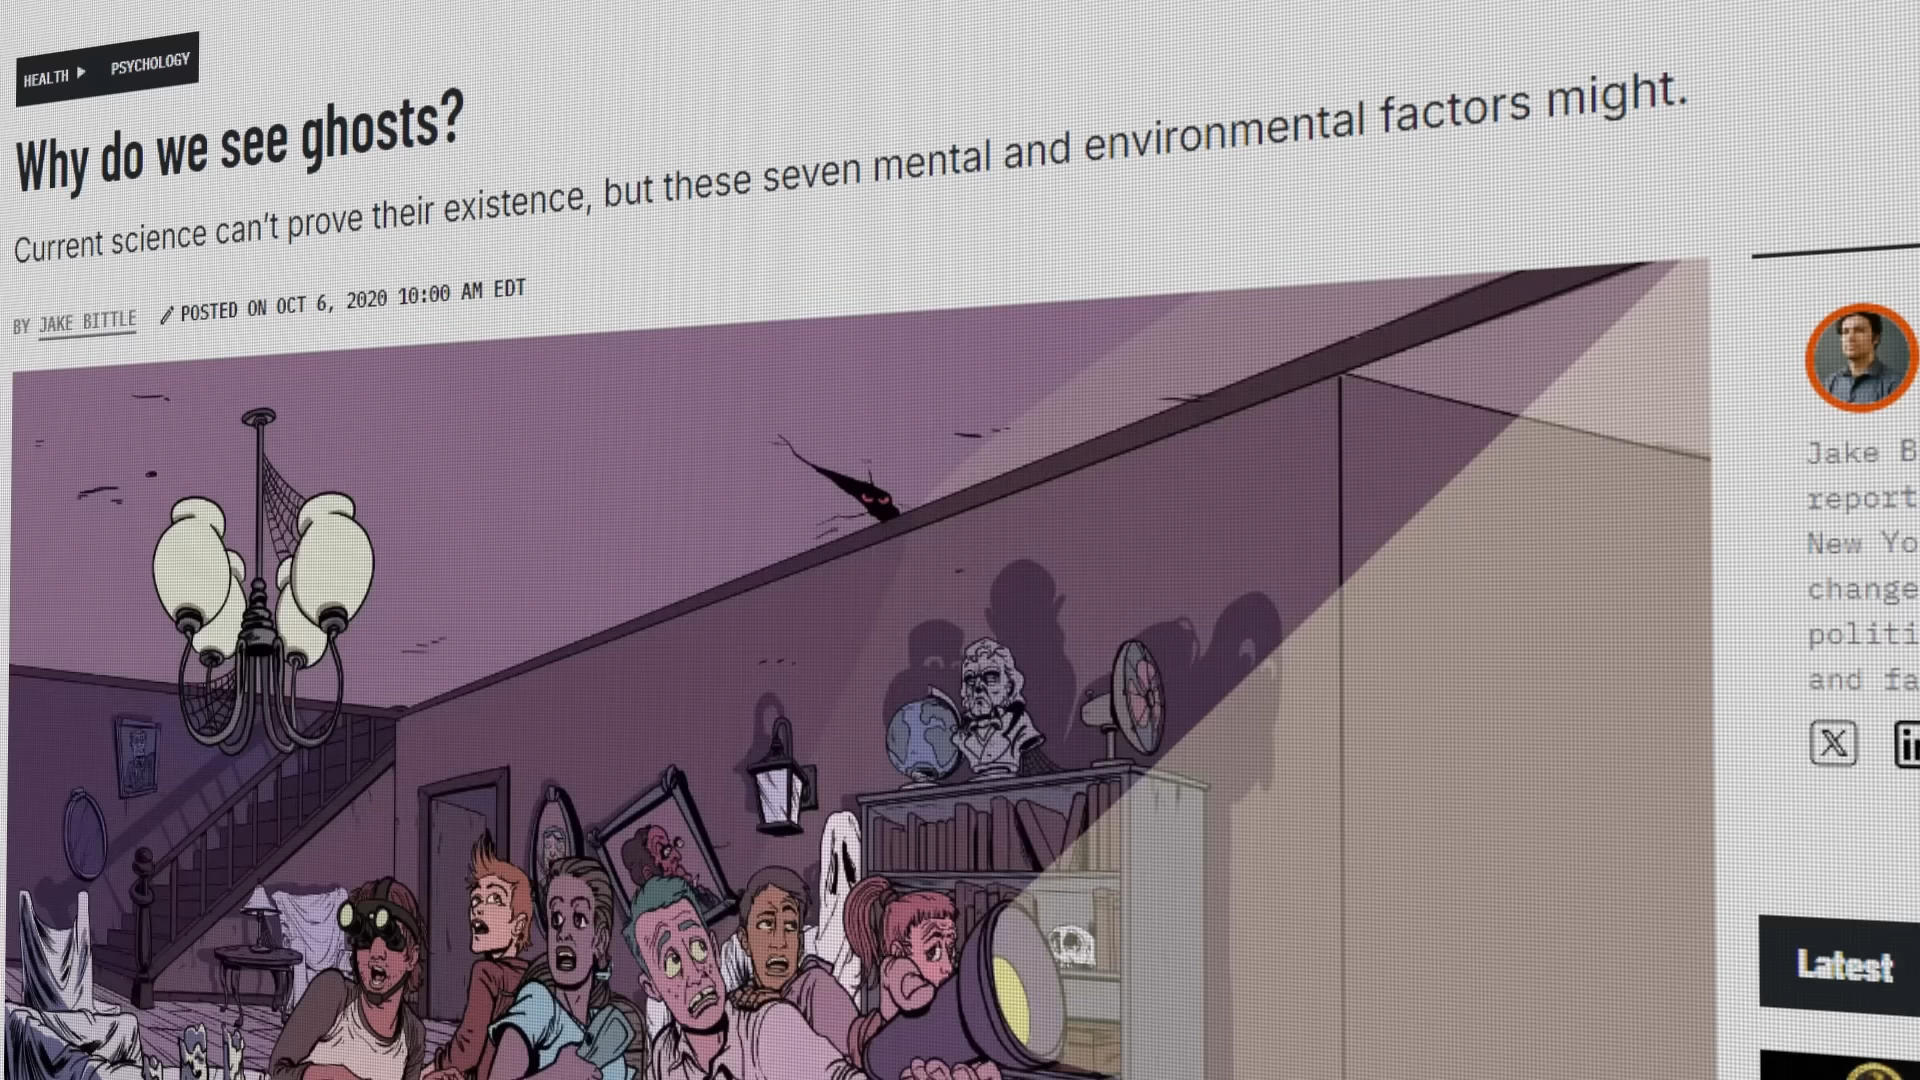 HEALTH ▶ PSYCHOLOGY
Why do we see ghosts?
Current science can't prove their existence, but these seven mental and environmental factors might.
BY JAKE BITTLE POSTED ON OCT 6, 2020 10:00 AM EDT
Jake B
report
New Yo
change
politi
and fa
Latest